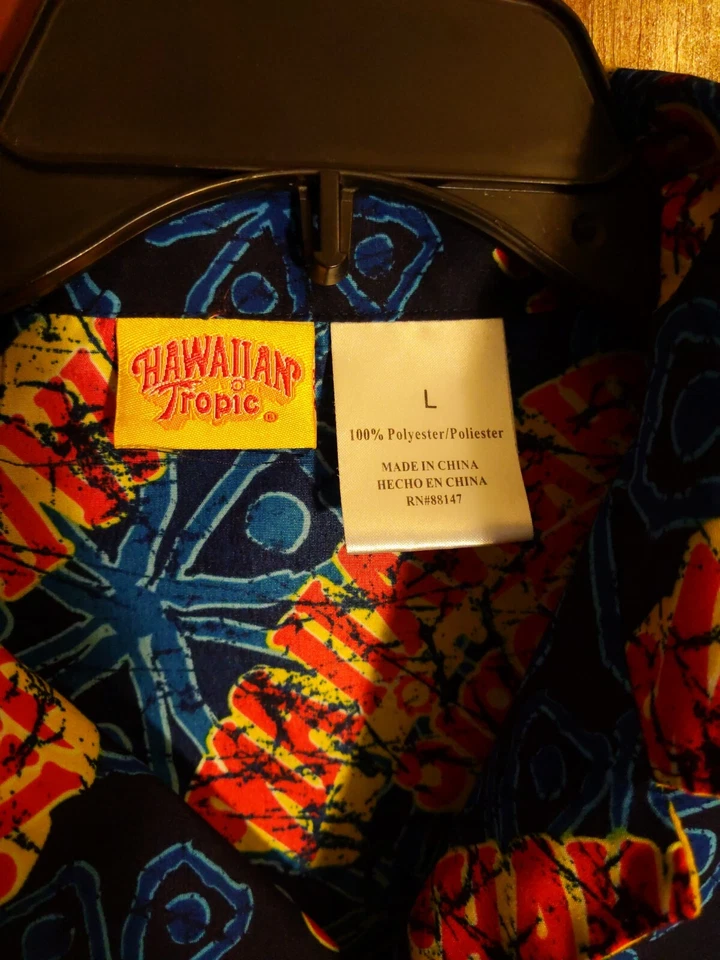 HAWAIIAN
Tropic®
L
100% Polyester/Poliester
MADE IN CHINA
HECHO EN CHINA
RN#88147